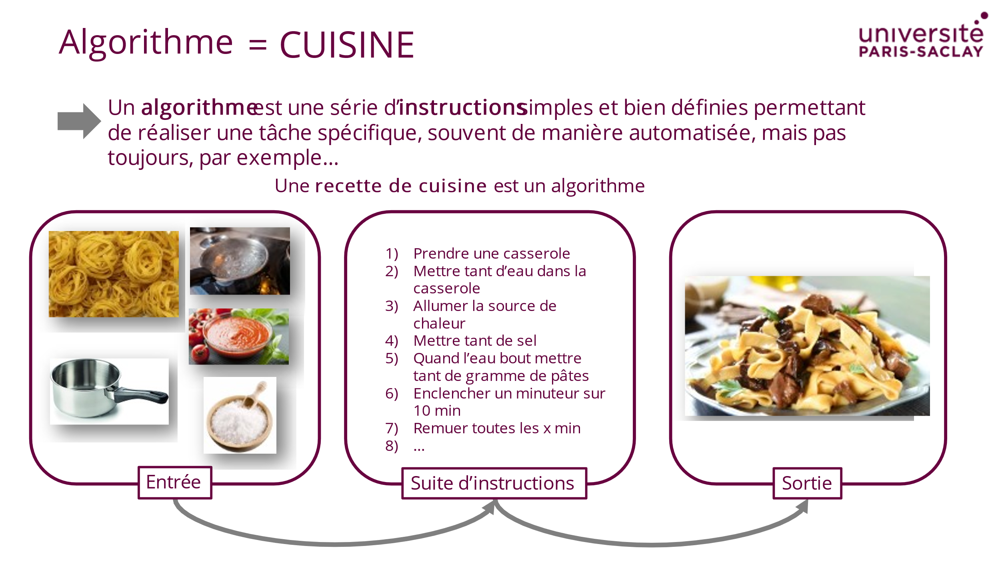 Algorithme = CUISINE
université
PARIS-SACLAY
Un algorithme est une série d’instructions simples et bien définies permettant
de réaliser une tâche spécifique, souvent de manière automatisée, mais pas
toujours, par exemple…
Une recette de cuisine est un algorithme
1) Prendre une casserole
2) Mettre tant d’eau dans la
casserole
3) Allumer la source de
chaleur
4) Mettre tant de sel
5) Quand l’eau bout mettre
tant de gramme de pâtes
6) Enclencher un minuteur sur
10 min
7) Remuer toutes les x min
8) …
Entrée
Suite d’instructions
Sortie